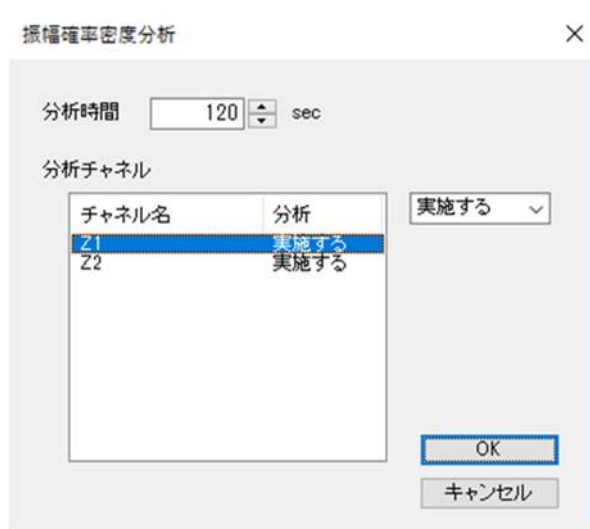 振幅確率密度分析
分析時間 120 sec
分析チャネル
チャネル名 分析 実施する
Z1 実施する
Z2 実施する
OK
キャンセル